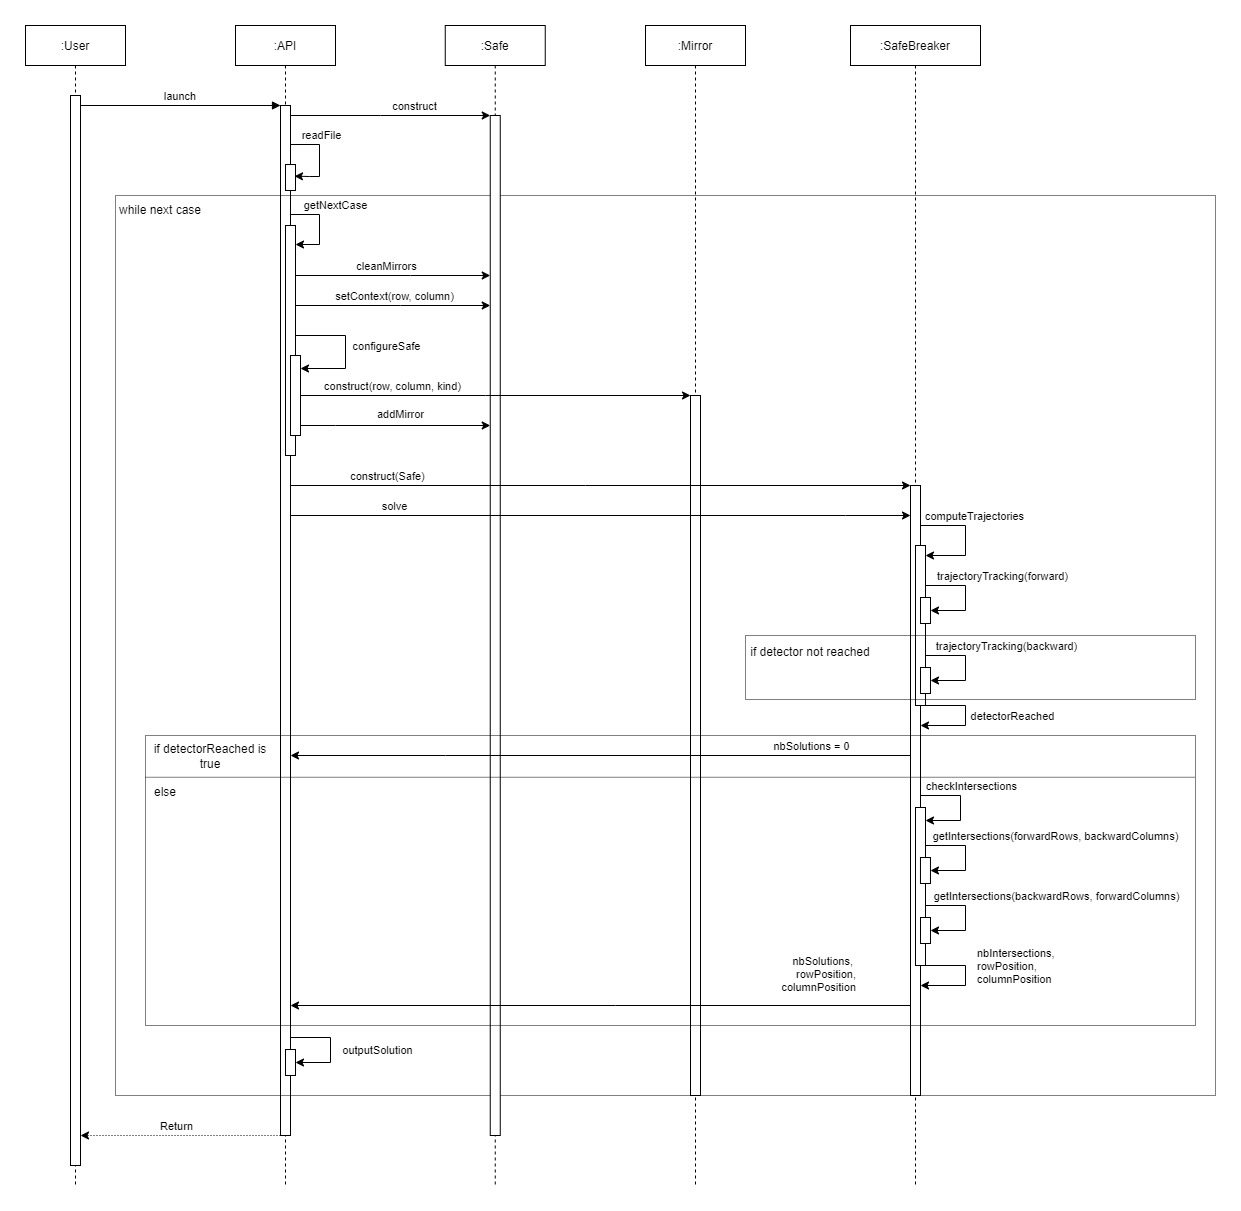 :User
:API
:Safe
:Mirror
:SafeBreaker
launch
construct
readFile
while next case
getNextCase
cleanMirrors
setContext(row, column)
configureSafe
construct(row, column, kind)
addMirror
construct(Safe)
solve
computeTrajectories
trajectoryTracking(forward)
if detector not reached
trajectoryTracking(backward)
detectorReached
if detectorReached is
true
nbSolutions = 0
else
checkIntersections
getIntersections(forwardRows, backwardColumns)
getIntersections(backwardRows, forwardColumns)
nbIntersections,
rowPosition,
columnPosition
nbSolutions,
rowPosition,
columnPosition
outputSolution
Return